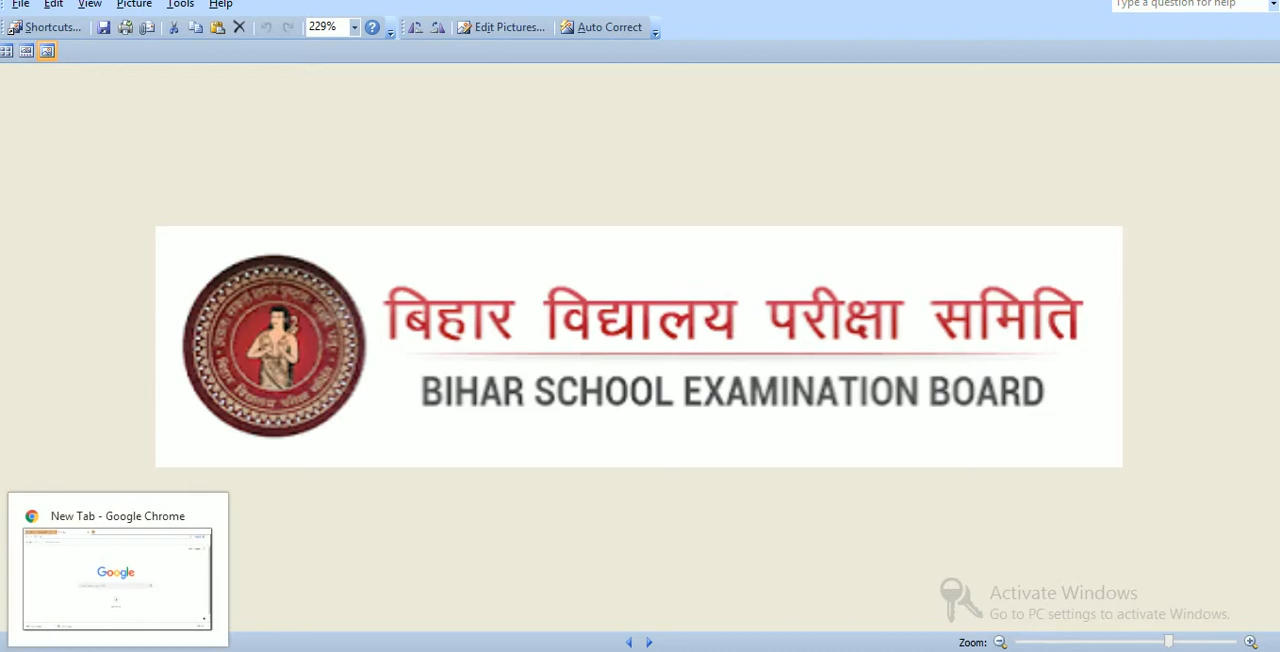 File Edit View Picture Tools Help Type a question for help
Shortcuts... 229% Edit Pictures... Auto Correct
बिहार विद्यालय परीक्षा समिति
BIHAR SCHOOL EXAMINATION BOARD
New Tab - Google Chrome
Google
Activate Windows
Go to PC settings to activate Windows.
Zoom: